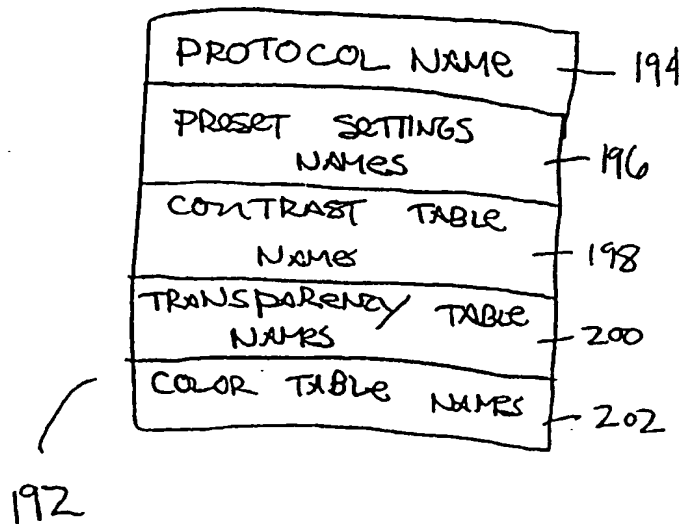 PROTOCOL NAME 194
PRESET SETTINGS
NAMES 196
CONTRAST TABLE
NAMES 198
TRANSPARENCY TABLE
NAMES 200
COLOR TABLE NAMES 202
192